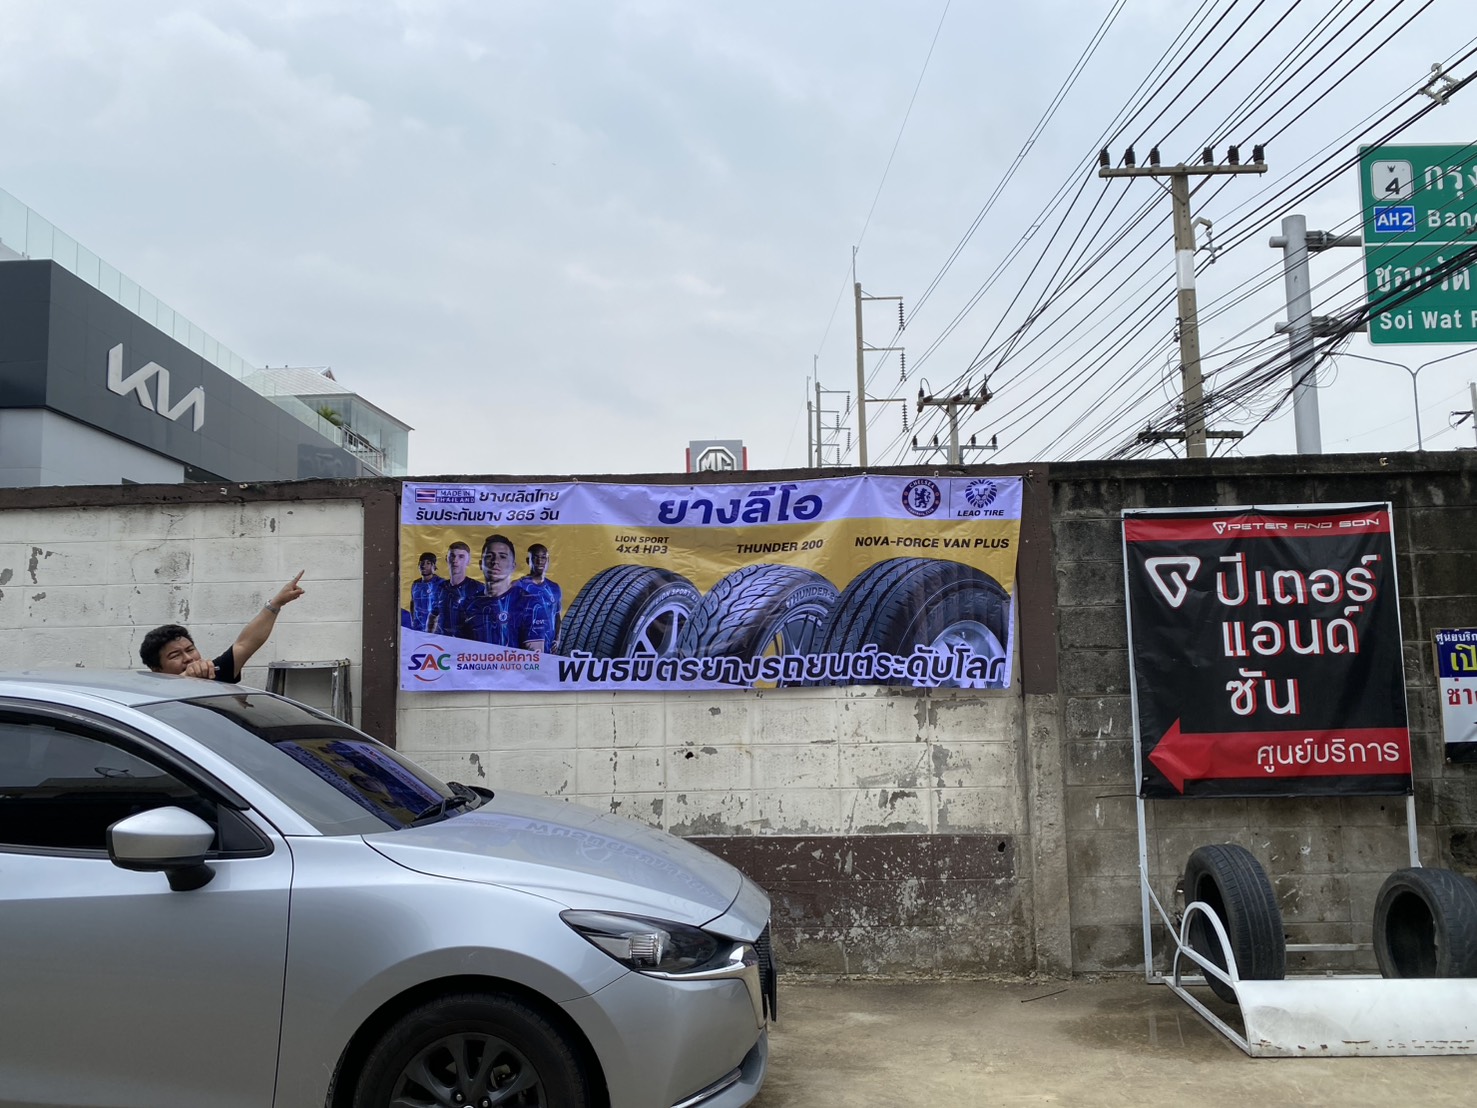 KIA
MG
4
กรุง
AH2
Soi Wat
MADE IN THAILAND
ยางผลิตไทย
รับประกันยาง 365 วัน
ยางลีโอ
CHELSEA
LEAO TIRE
LION SPORT
4x4 HP3
THUNDER 200
NOVA-FORCE VAN PLUS
SAC
สงวนออโต้คาร์
SANGUAN AUTO CAR
พันธมิตรยางรถยนต์ระดับโลก
PETER AND SON
ปีเตอร์
แอนด์
ซัน
ศูนย์บริการ